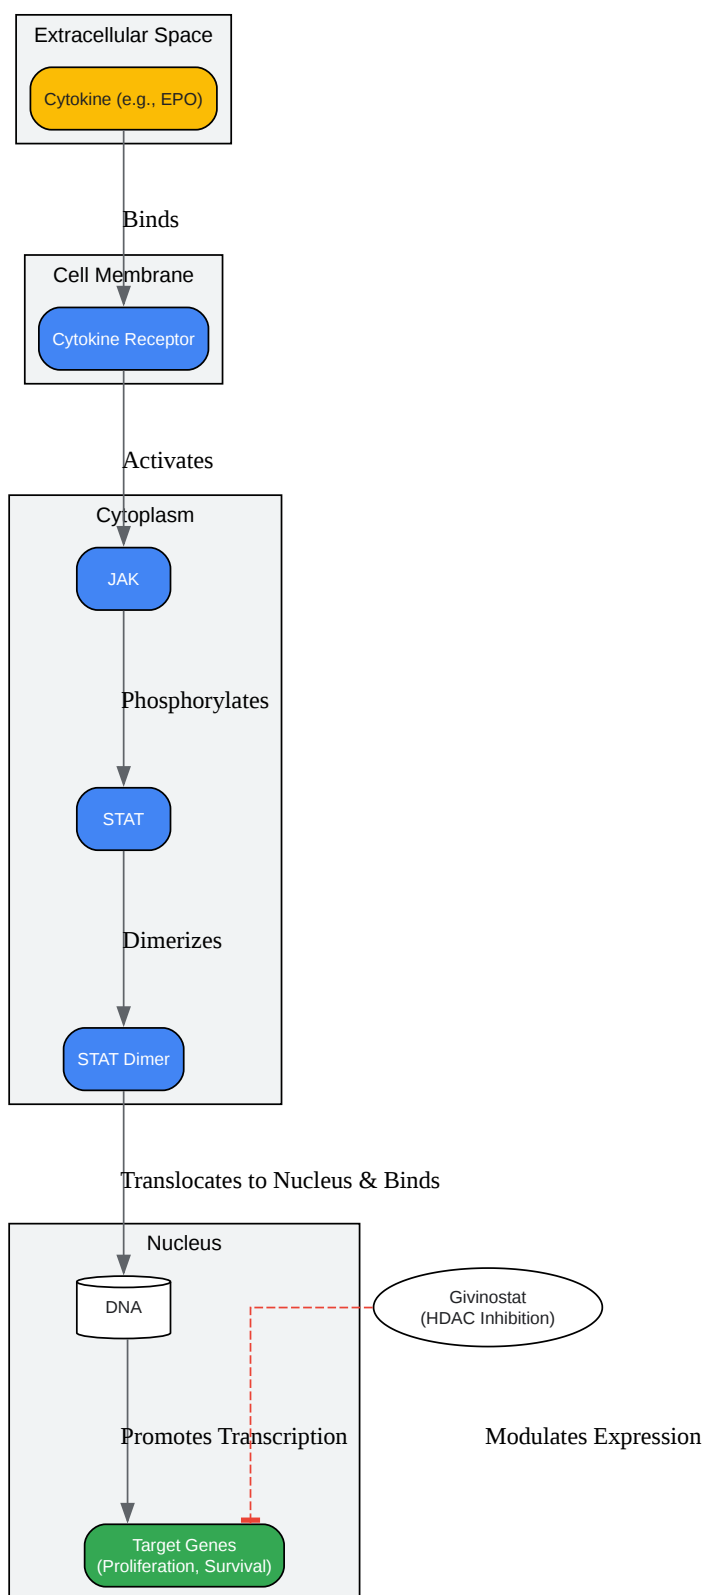 Extracellular Space
Cytokine (e.g., EPO)
Binds
Cell Membrane
Cytokine Receptor
Activates
Cytoplasm
JAK
Phosphorylates
STAT
Dimerizes
STAT Dimer
Translocates to Nucleus & Binds
Nucleus
DNA
Givinostat
(HDAC Inhibition)
Promotes Transcription
Modulates Expression
Target Genes
(Proliferation, Survival)